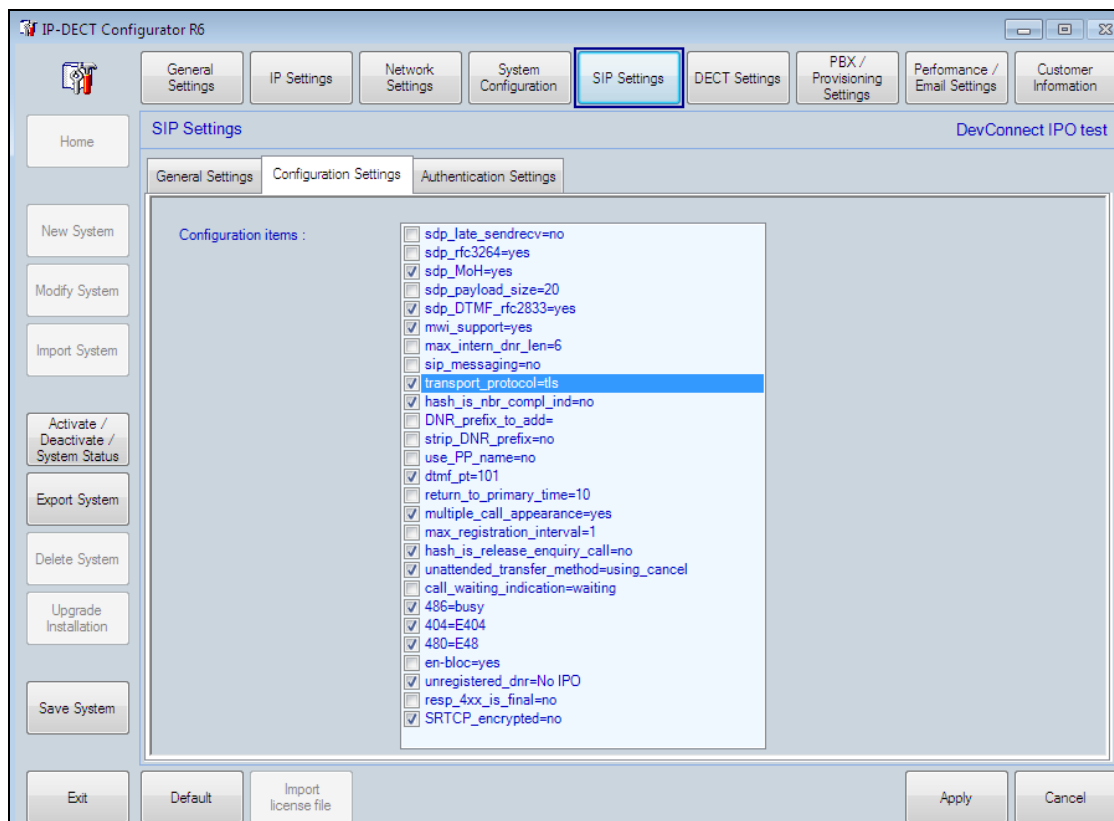 IP-DECT Configurator R6
General
Settings
IP Settings
Network
Settings
System
Configuration
SIP Settings
DECT Settings
PBX /
Provisioning
Settings
Performance /
Email Settings
Customer
Information
Home
New System
Modify System
Import System
Activate /
Deactivate /
System Status
Export System
Delete System
Upgrade
Installation
Save System
Exit
SIP Settings
DevConnect IPO test
General Settings
Configuration Settings
Authentication Settings
Configuration items :
sdp_late_sendrecv=no
sdp_rfc3264=yes
sdp_MoH=yes
sdp_payload_size=20
sdp_DTMF_rfc2833=yes
mwi_support=yes
max_intern_dnr_len=6
sip_messaging=no
transport_protocol=tls
hash_is_nbr_compl_ind=no
DNR_prefix_to_add=
strip_DNR_prefix=no
use_PP_name=no
dtmf_pt=101
return_to_primary_time=10
multiple_call_appearance=yes
max_registration_interval=1
hash_is_release_enquiry_call=no
unattended_transfer_method=using_cancel
call_waiting_indication=waiting
486=busy
404=E404
480=E48
en-bloc=yes
unregistered_dnr=No IPO
resp_4xx_is_final=no
SRTCP_encrypted=no
Default
Import
license file
Apply
Cancel